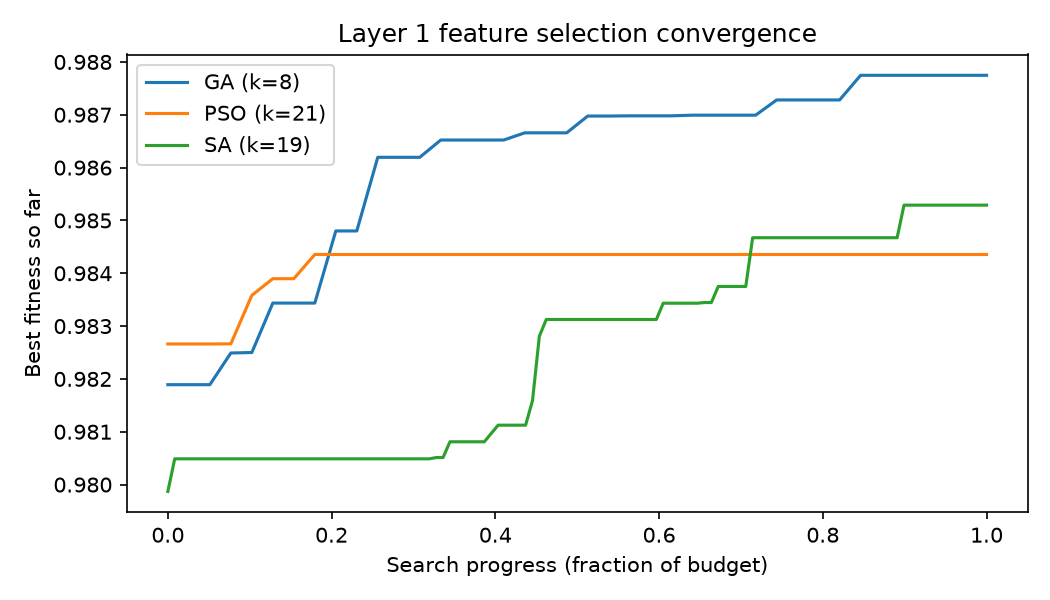 Layer 1 feature selection convergence
GA (k=8)
PSO (k=21)
SA (k=19)
Best fitness so far
0.988
0.987
0.986
0.985
0.984
0.983
0.982
0.981
0.980
0.0
0.2
0.4
0.6
0.8
1.0
Search progress (fraction of budget)